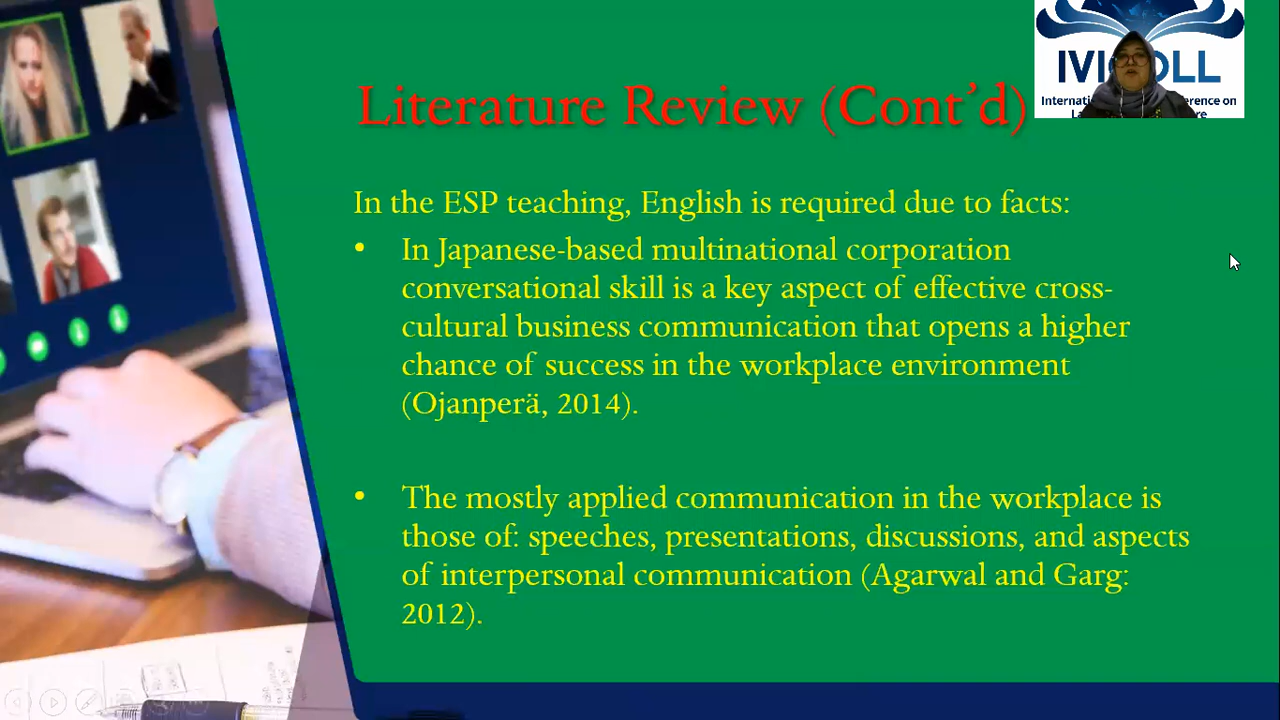 Literature Review (Cont’d)
IVI OLL
Internati erence on
La re
In the ESP teaching, English is required due to facts:
• In Japanese-based multinational corporation
conversational skill is a key aspect of effective cross-
cultural business communication that opens a higher
chance of success in the workplace environment
(Ojanperä, 2014).
• The mostly applied communication in the workplace is
those of: speeches, presentations, discussions, and aspects
of interpersonal communication (Agarwal and Garg:
2012).